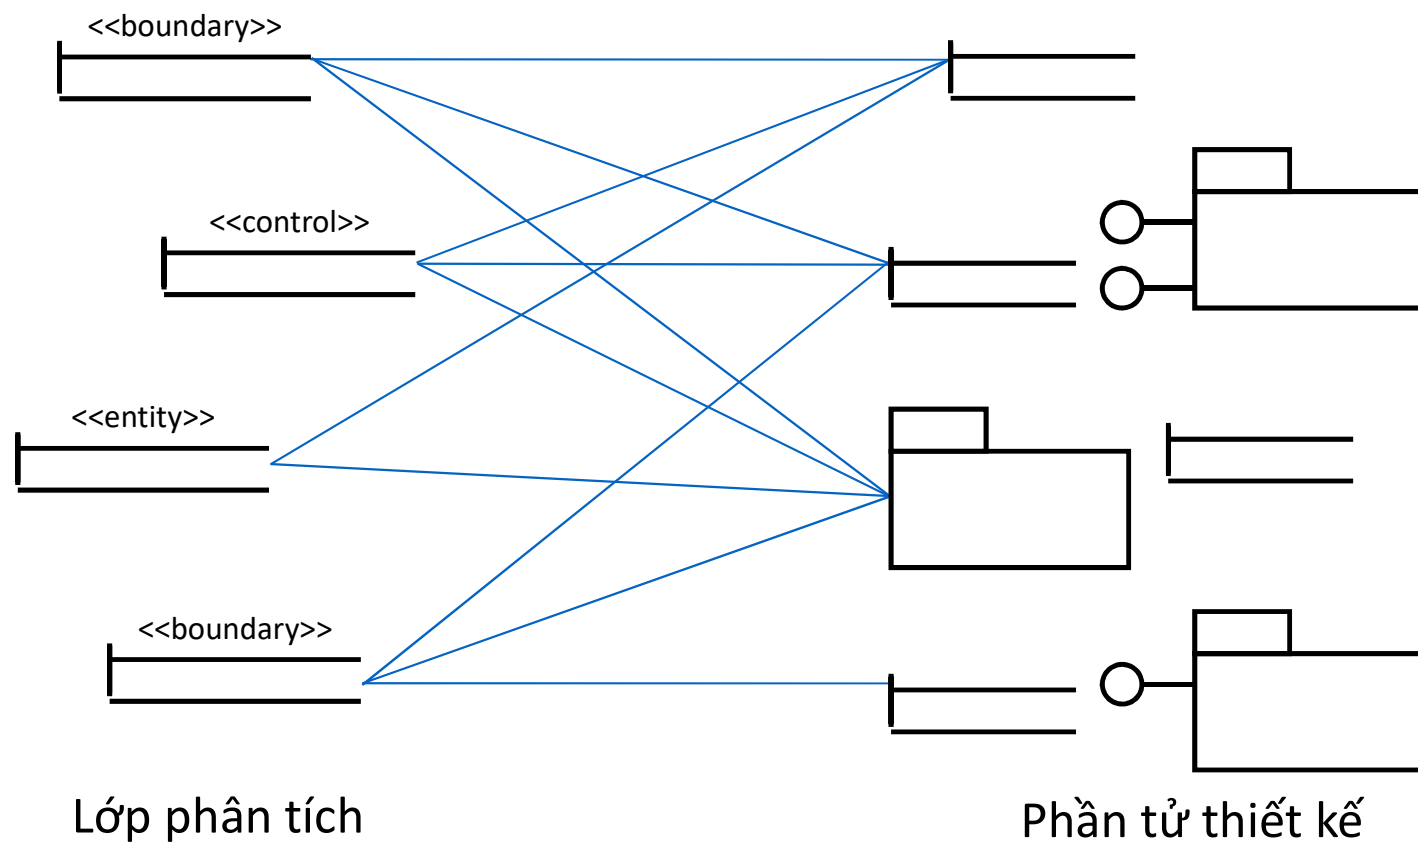 <<boundary>>
<<control>>
<<entity>>
<<boundary>>
Lớp phân tích
Phần tử thiết kế